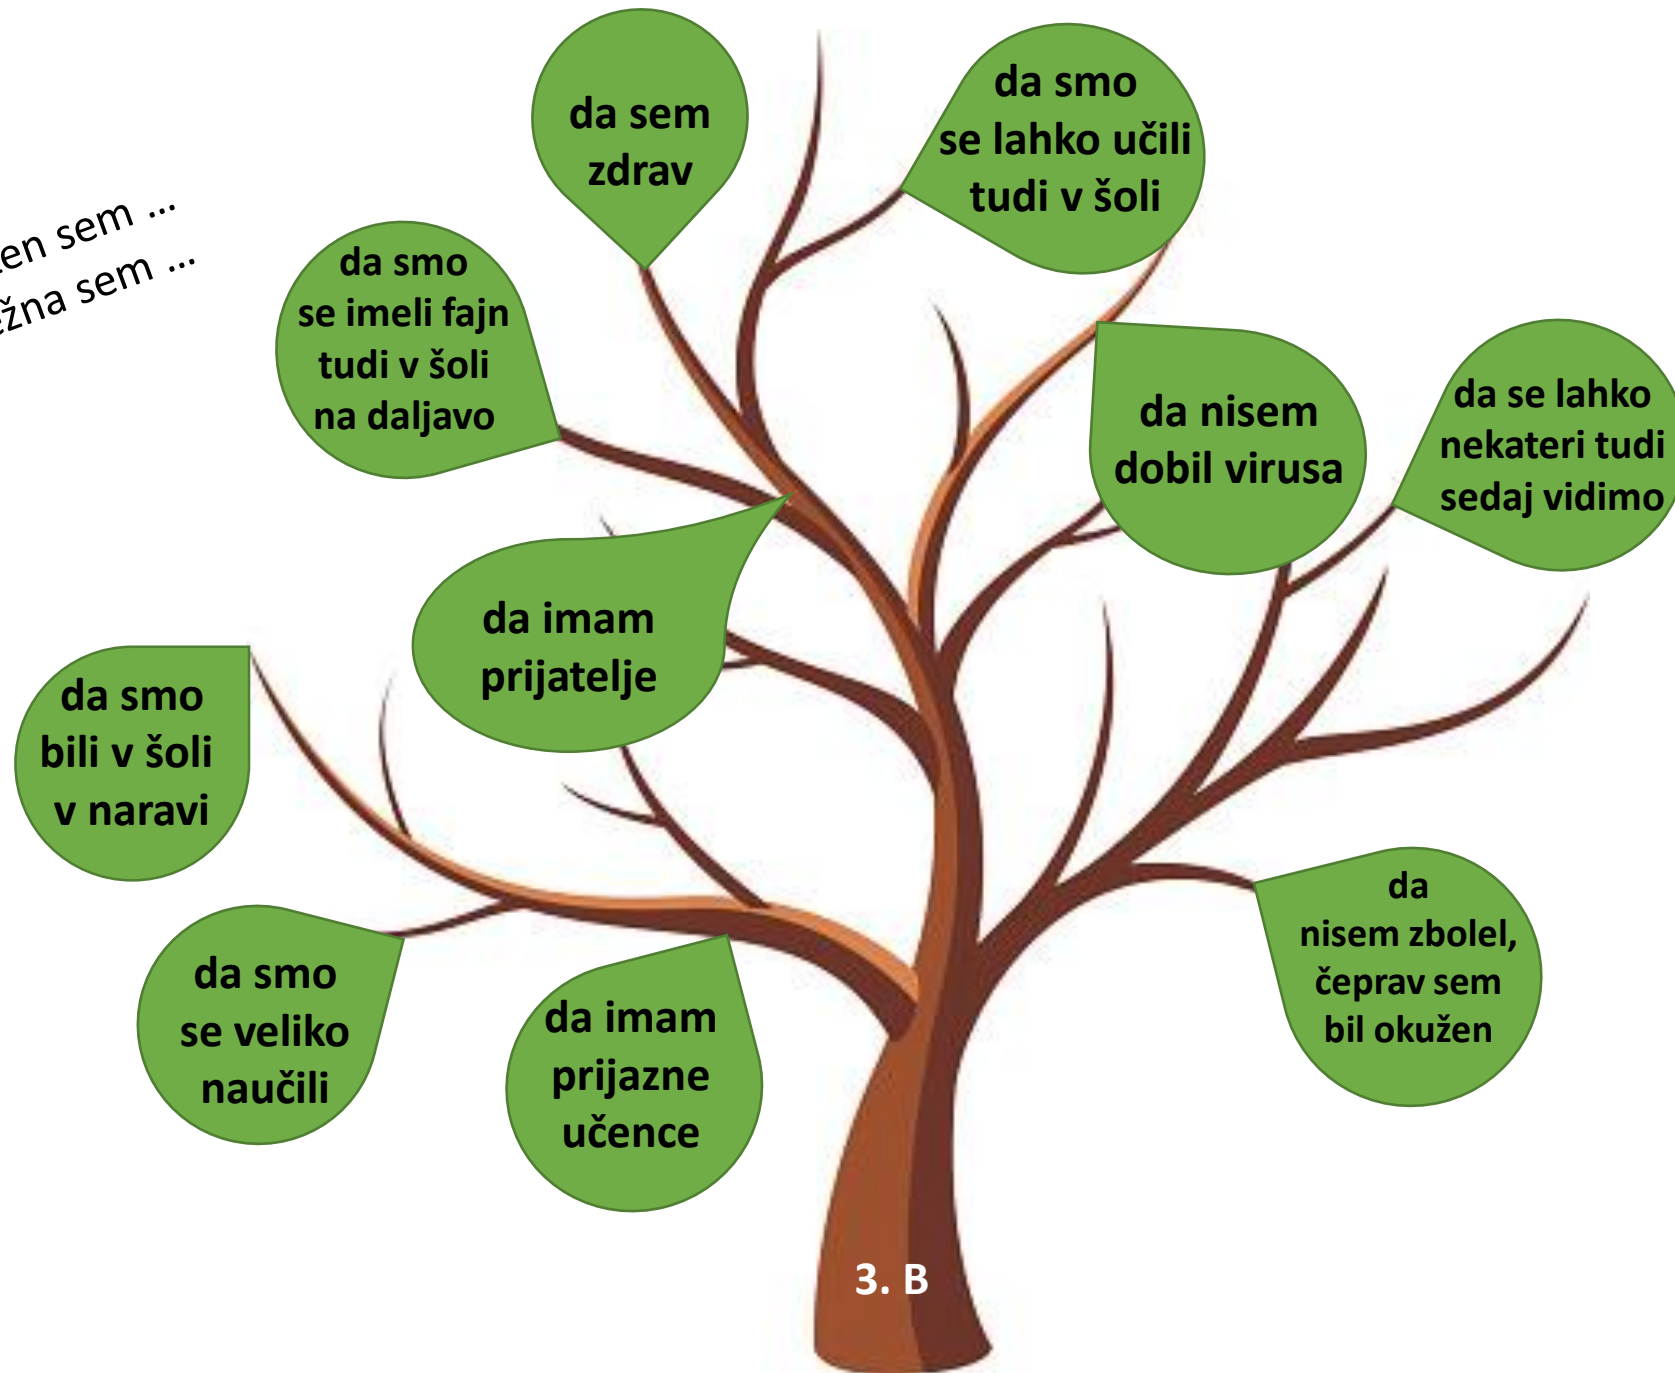 sem ...
sem ...
da sem
zdrav
da smo
se lahko učili
tudi v šoli
da smo
se imeli fajn
tudi v šoli
na daljavo
da nisem
dobil virusa
da se lahko
nekateri tudi
sedaj vidimo
da imam
prijatelje
da smo
bili v šoli
v naravi
da
nisem zbolel,
čeprav sem
bil okužen
da smo
se veliko
naučili
da imam
prijazne
učence
3. B